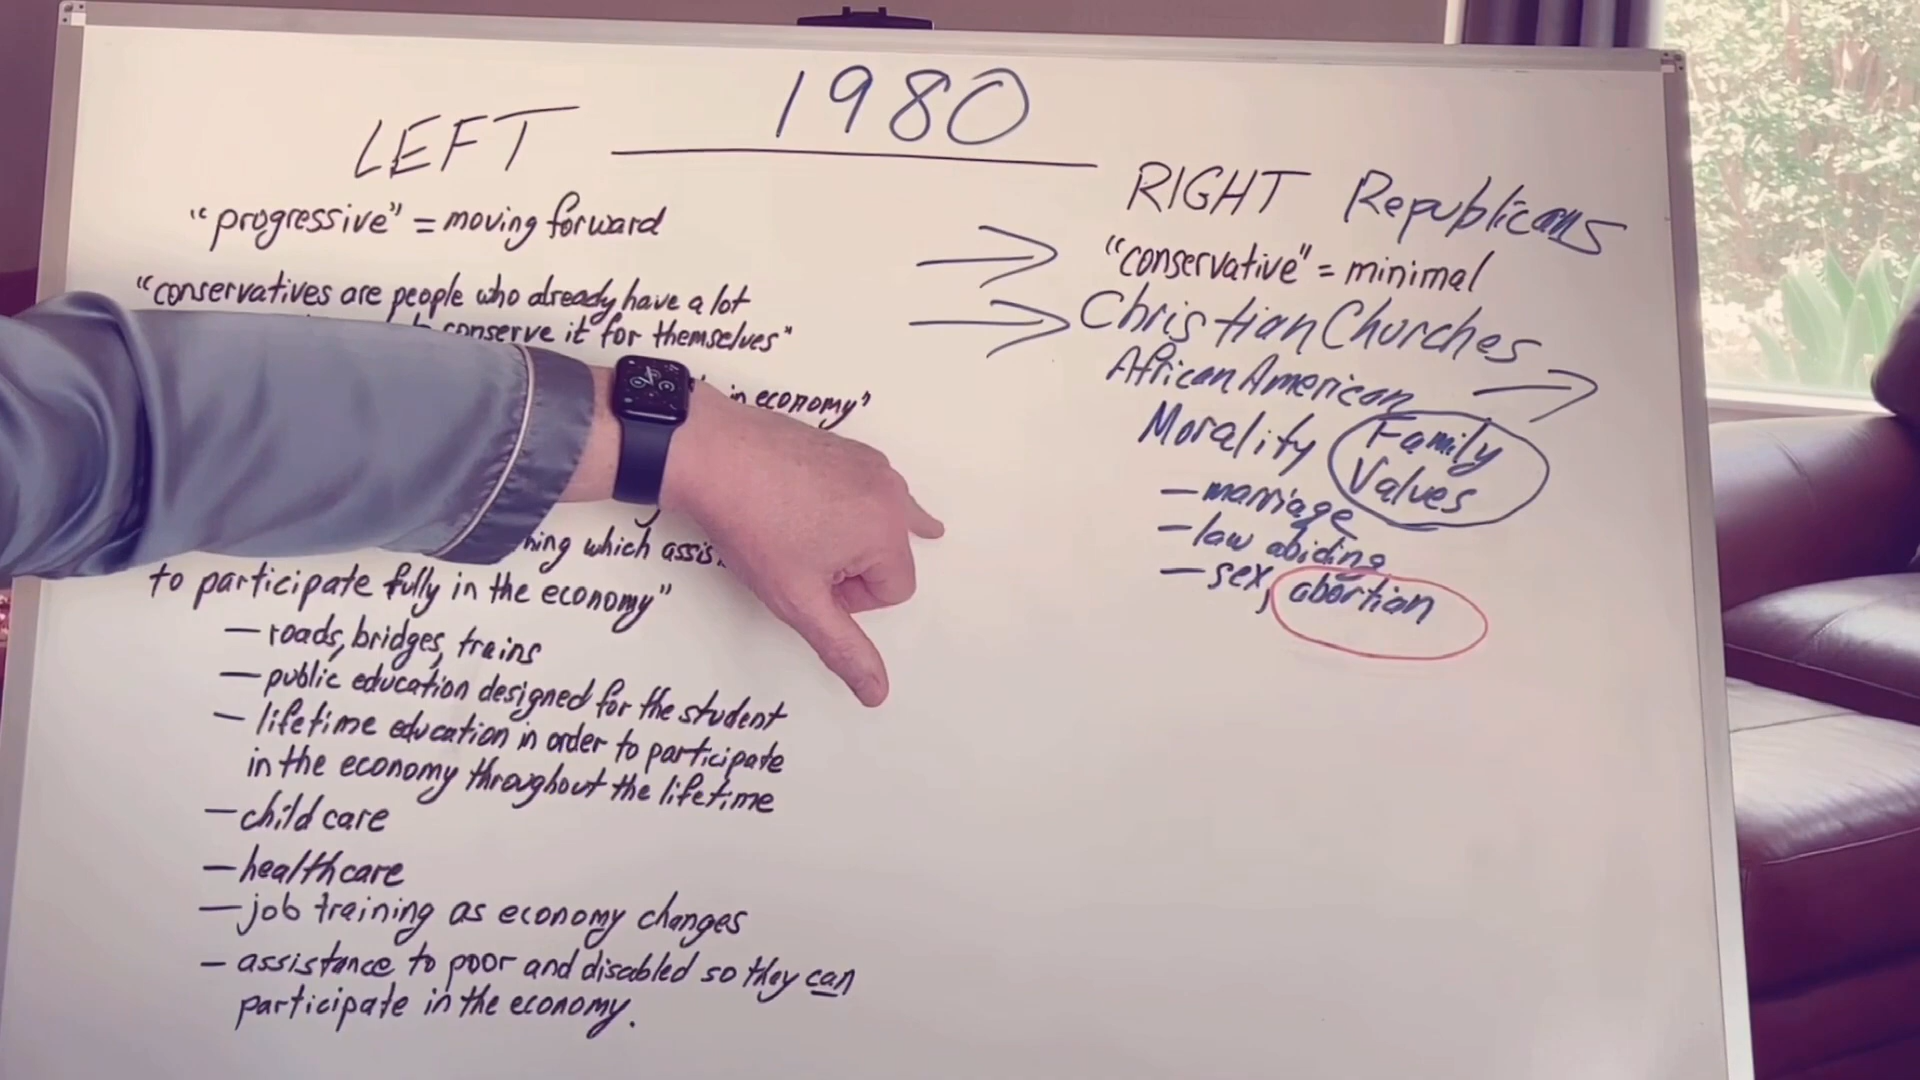 1980
LEFT
"progressive" = moving forward
"conservatives are people who already have a lot
conserve it for themselves"
in economy"
which
to participate fully in the economy"
— roads, bridges, trains
— public education designed for the student
— lifetime education in order to participate
in the economy throughout the lifetime
— child care
— healthcare
— job training as economy changes
— assistance to poor and disabled so they can
participate in the economy.
RIGHT Republicans
"conservative" = minimal
Christian Churches
African American
Morality Family
Values
— marriage
— law abiding
— sex, abortian